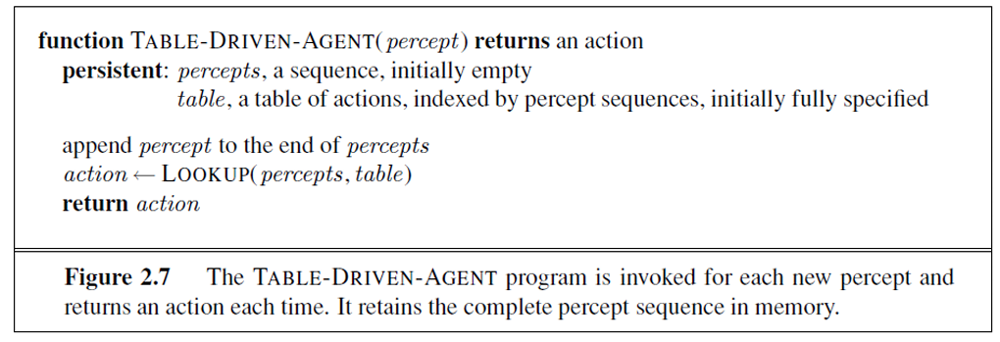 function TABLE-DRIVEN-AGENT(percept) returns an action
persistent: percepts, a sequence, initially empty
table, a table of actions, indexed by percept sequences, initially fully specified
append percept to the end of percepts
action ← LOOKUP(percepts, table)
return action
Figure 2.7 The TABLE-DRIVEN-AGENT program is invoked for each new percept and
returns an action each time. It retains the complete percept sequence in memory.